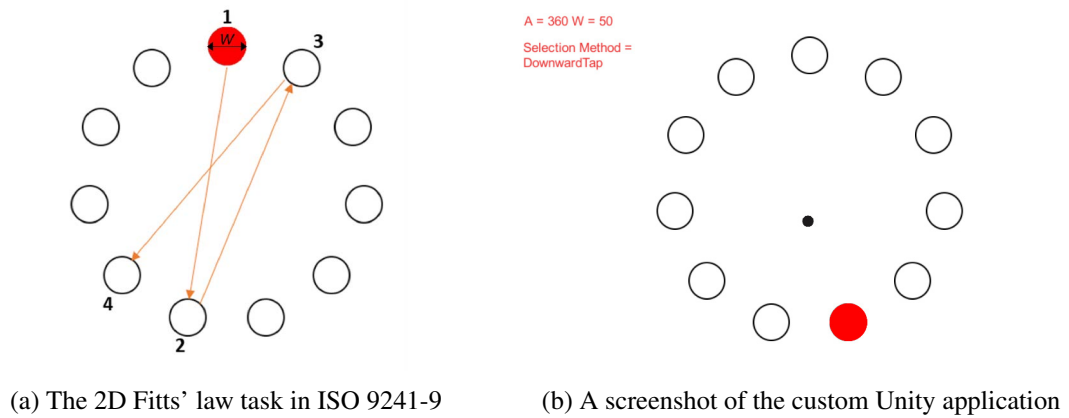 1
W
3
4
2
A = 360 W = 50
Selection Method =
DownwardTap
(a) The 2D Fitts’ law task in ISO 9241-9
(b) A screenshot of the custom Unity application